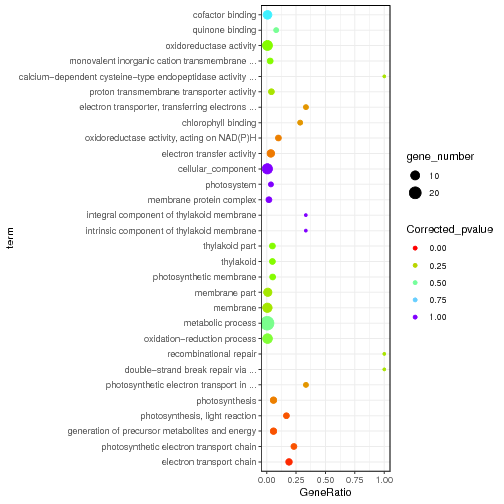 cofactor binding
quinone binding
oxidoreductase activity
monovalent inorganic cation transmembrane ...
calcium-dependent cysteine-type endopeptidase activity ...
proton transmembrane transporter activity
electron transporter, transferring electrons ...
chlorophyll binding
oxidoreductase activity, acting on NAD(P)H
electron transfer activity
cellular_component
photosystem
membrane protein complex
integral component of thylakoid membrane
intrinsic component of thylakoid membrane
thylakoid part
thylakoid
photosynthetic membrane
membrane part
membrane
metabolic process
oxidation-reduction process
recombinational repair
double-strand break repair via ...
photosynthetic electron transport in ...
photosynthesis
photosynthesis, light reaction
generation of precursor metabolites and energy
photosynthetic electron transport chain
electron transport chain
term
0.00 0.25 0.50 0.75 1.00
GeneRatio
gene_number
10
20
Corrected_pvalue
0.00
0.25
0.50
0.75
1.00